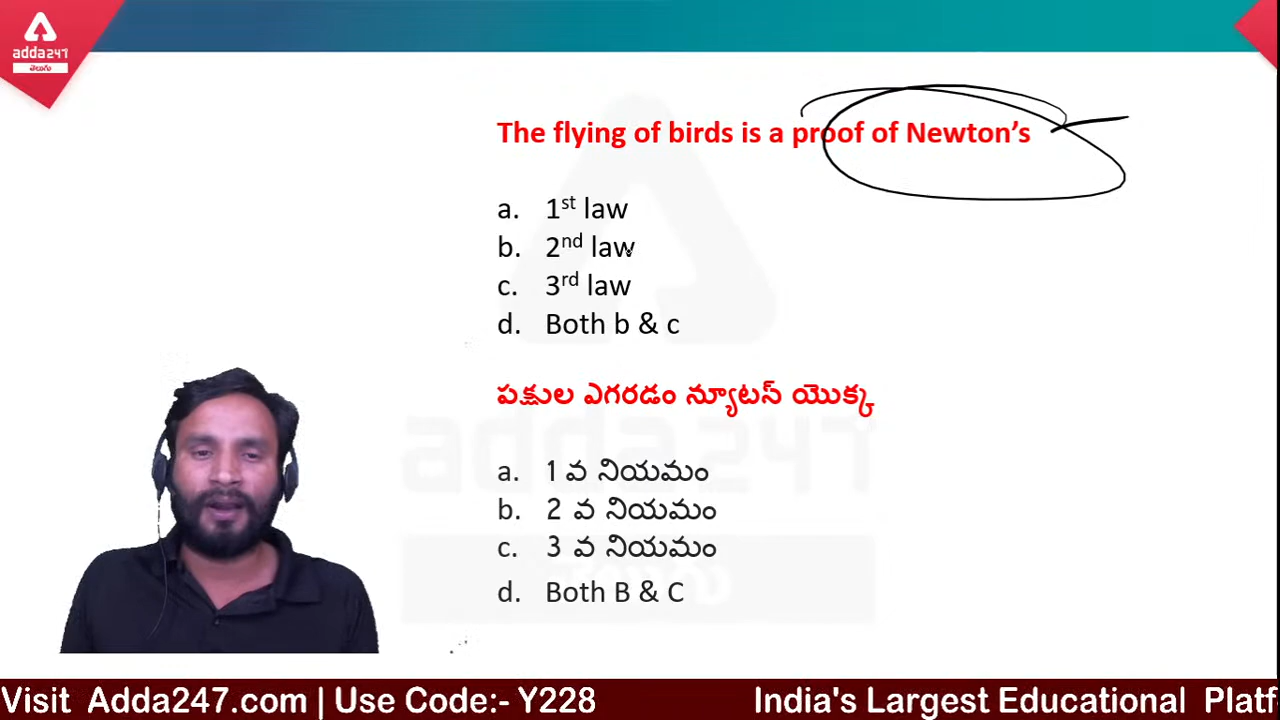 adda247
తెలుగు
The flying of birds is a proof of Newton's
a. 1st law
b. 2nd law
c. 3rd law
d. Both b & c
పక్షుల ఎగరడం న్యూటన్ యొక్క
a. 1 వ నియమం
b. 2 వ నియమం
c. 3 వ నియమం
d. Both B & C
adda247
తెలుగు
Visit Adda247.com | Use Code:- Y228 India's Largest Educational Platf